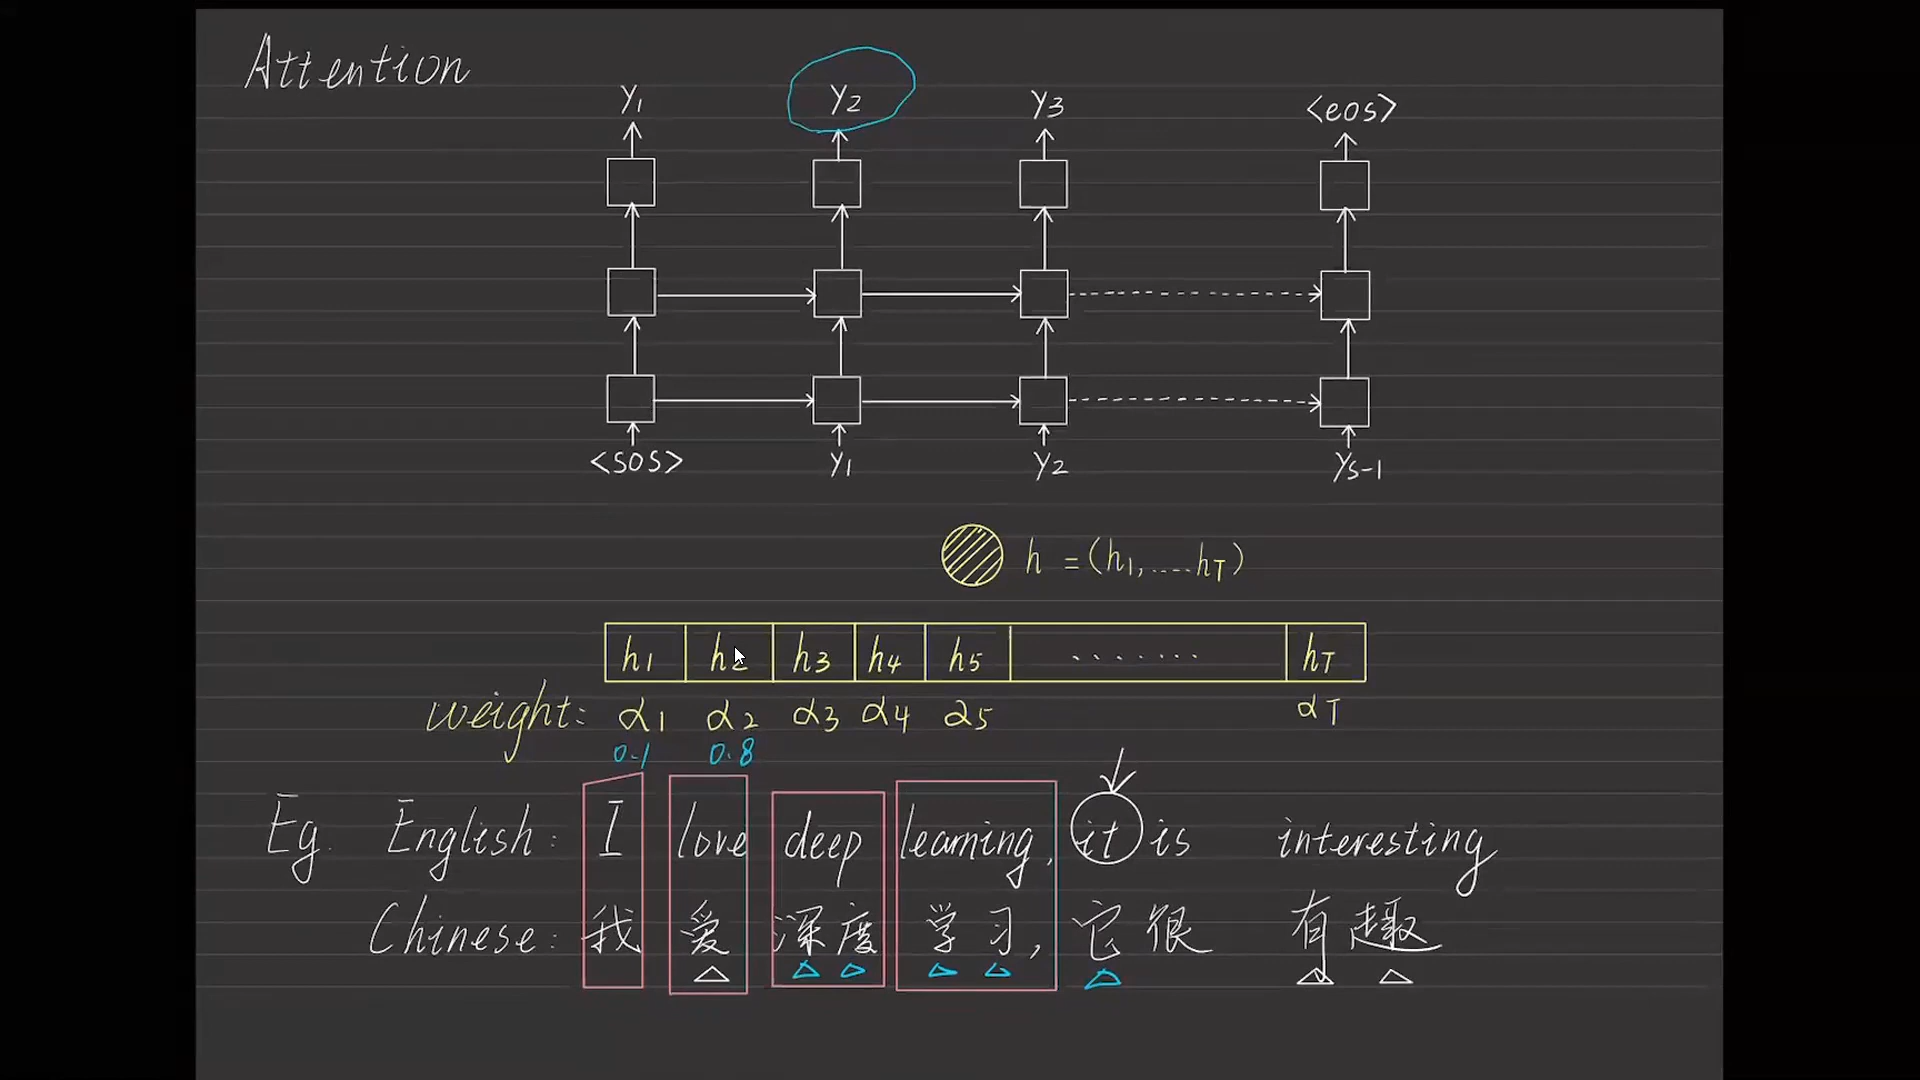 Attention
y1 y2 y3 <eos>
<sos> y1 y2 ys-1
h = (h1, .... hT)
h1 h2 h3 h4 h5 ....... hT
weight: α1 α2 α3 α4 α5 αT
0.1 0.8
Eg. English: I love deep learning, it is interesting
Chinese: 我 爱 深度 学习, 它很 有趣